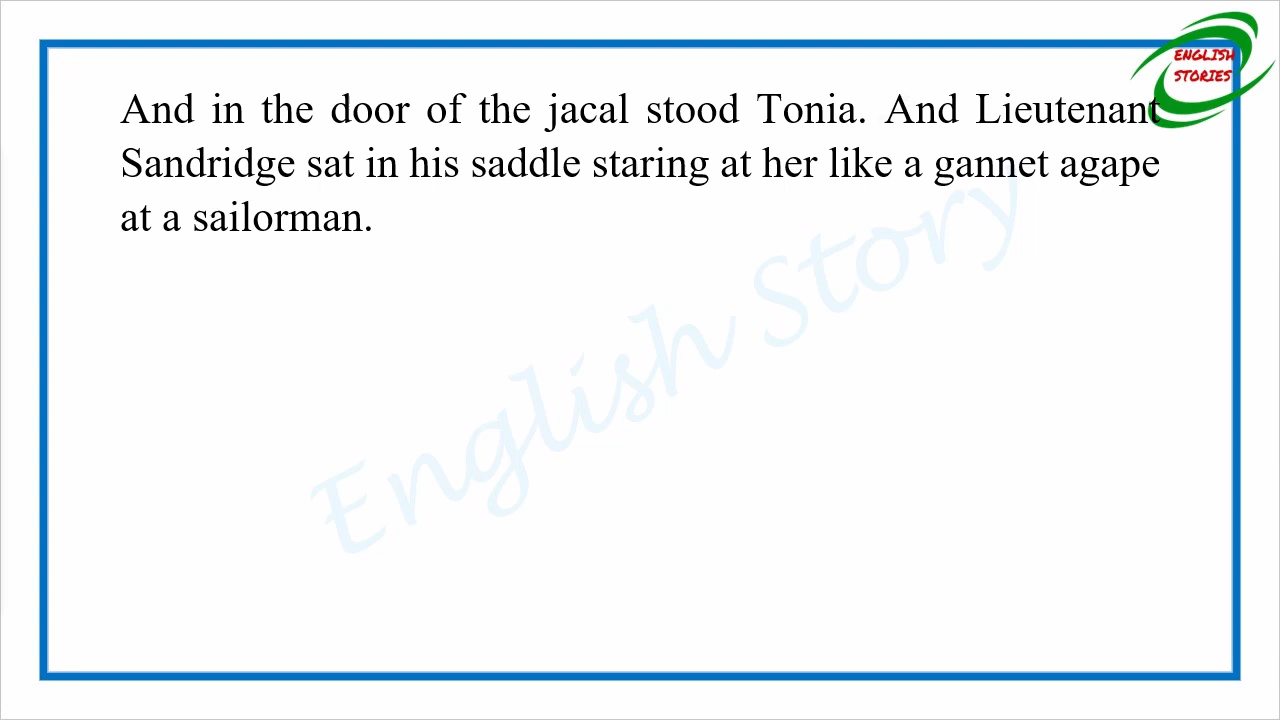 ENGLISH
STORIES
And in the door of the jacal stood Tonia. And Lieutenant
Sandridge sat in his saddle staring at her like a gannet agape
at a sailorman.
English Story